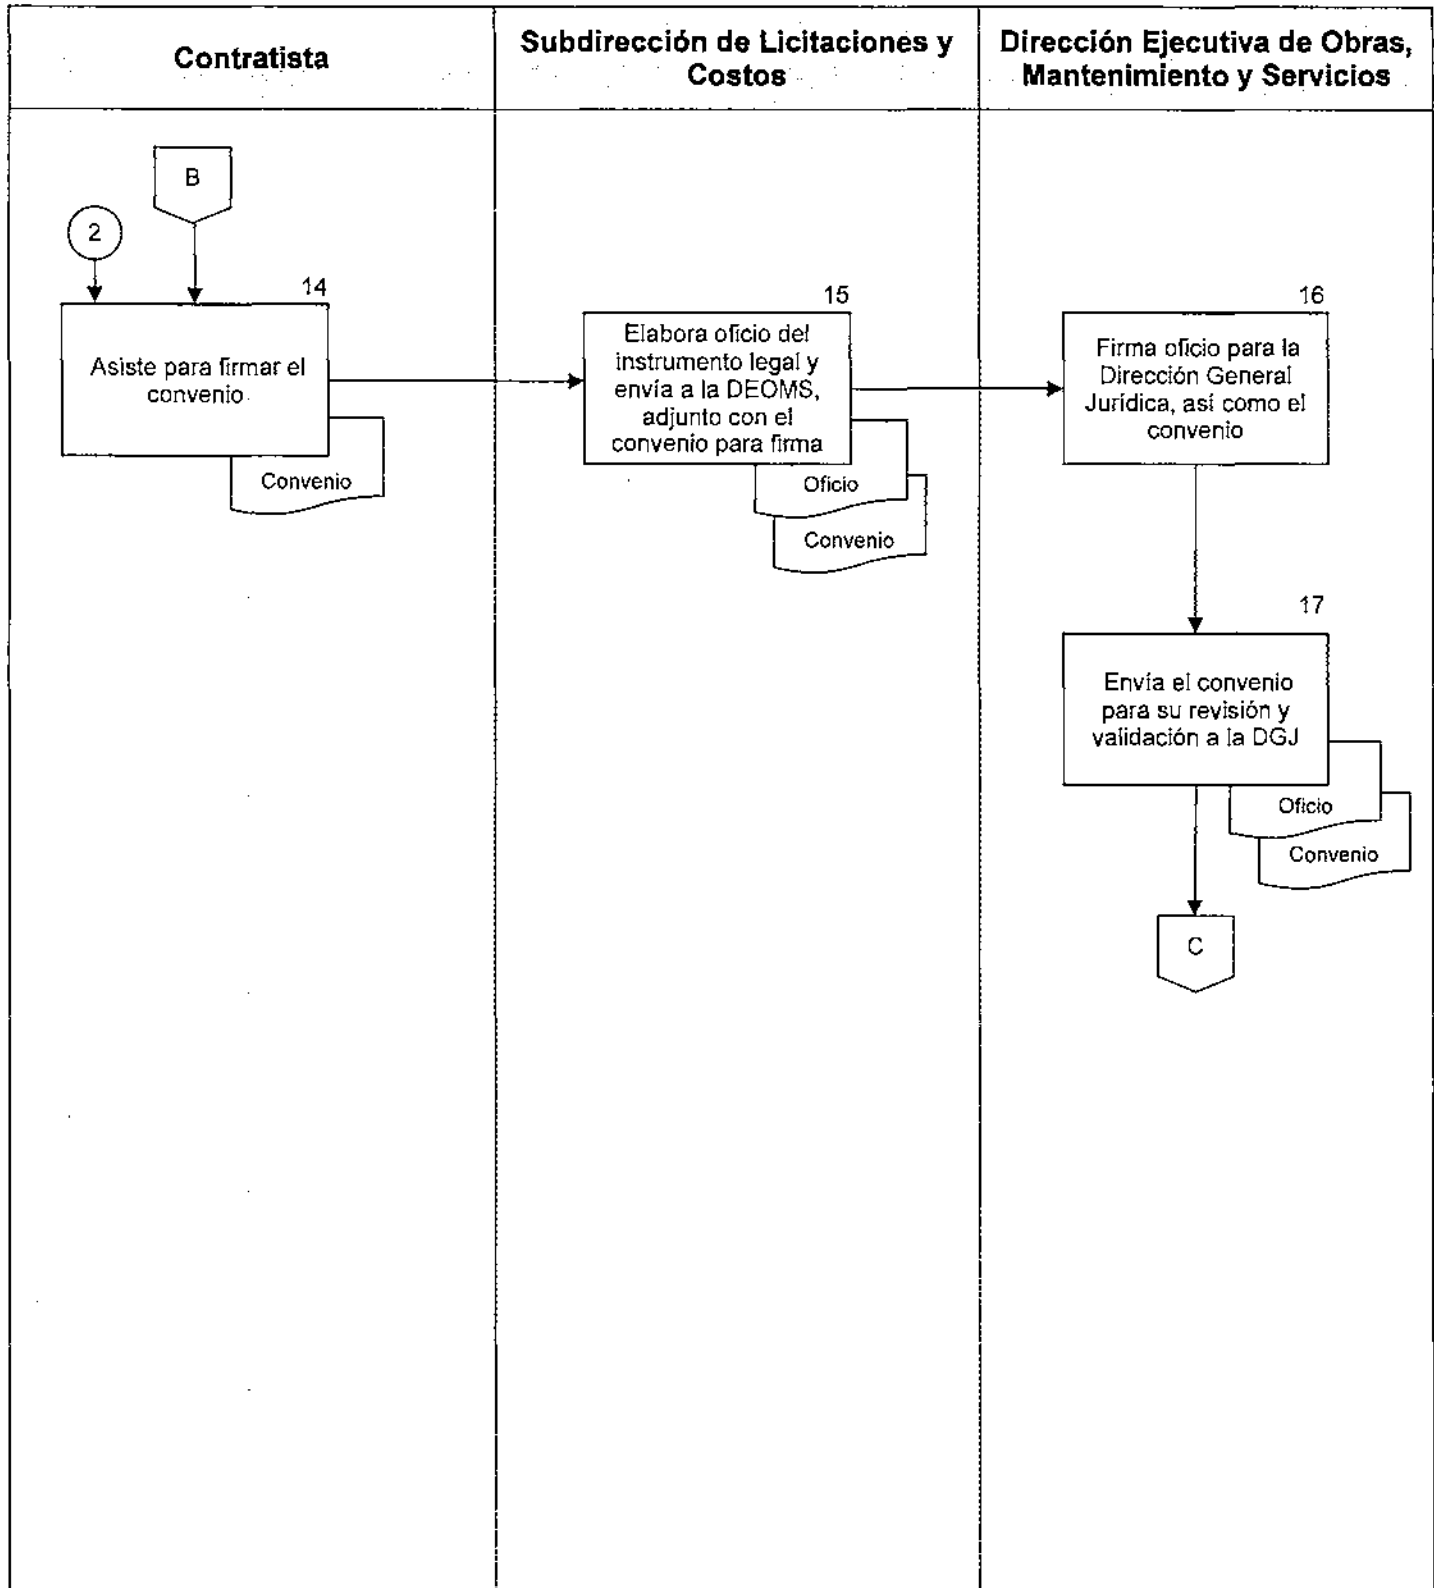 Contratista
Subdirección de Licitaciones y
Costos
Dirección Ejecutiva de Obras,
Mantenimiento y Servicios
B
2
14
Asiste para firmar el
convenio
Convenio
15
Elabora oficio del
instrumento legal y
envía a la DEOMS,
adjunto con el
convenio para firma
Oficio
Convenio
16
Firma oficio para la
Dirección General
Jurídica, así como el
convenio
17
Envía el convenio
para su revisión y
validación a la DGJ
Oficio
Convenio
C